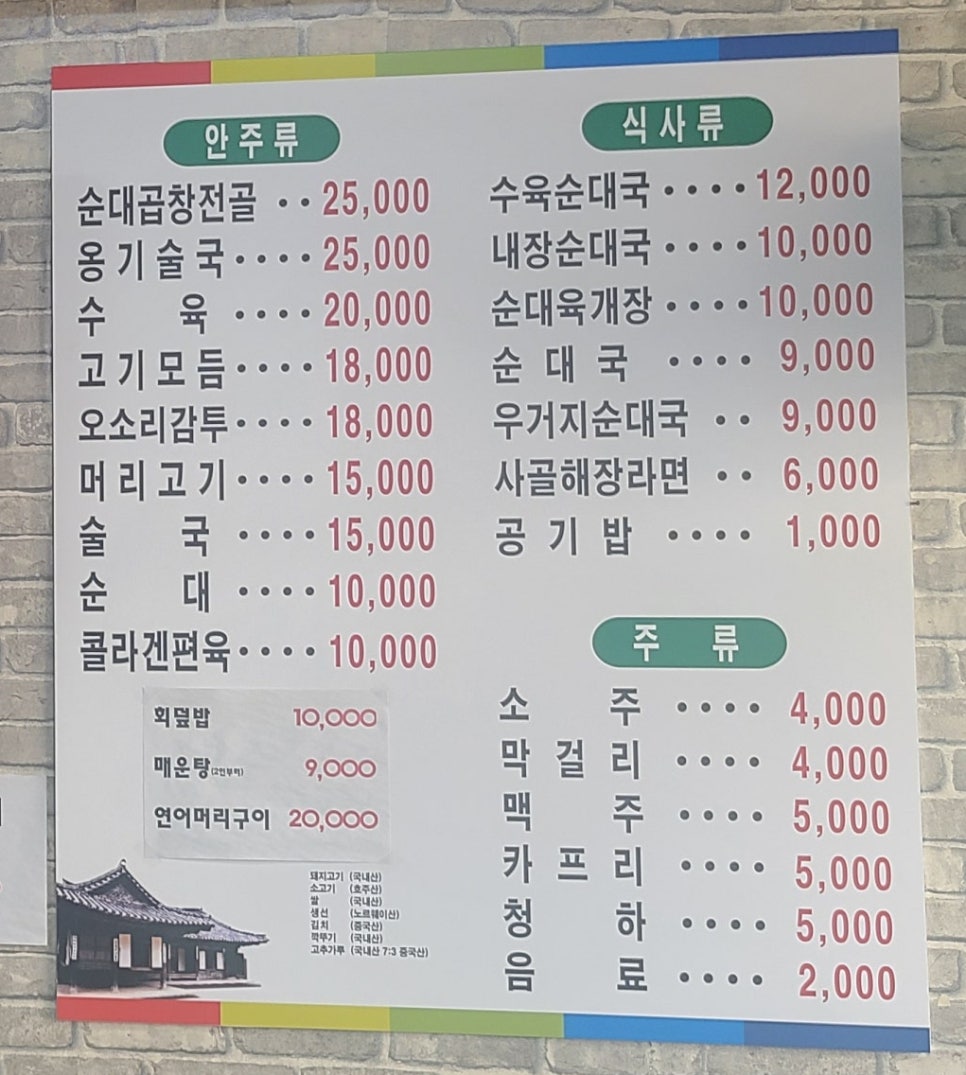 안주류
순대곱창전골 ·· 25,000
옹기술국 ···· 25,000
수육 ···· 20,000
고기모듬 ···· 18,000
오소리감투 ···· 18,000
머리고기 ···· 15,000
술국 ···· 15,000
순대 ···· 10,000
콜라겐편육 ···· 10,000
회덮밥 10,000
매운탕(2인부터) 9,000
연어머리구이 20,000
돼지고기 (국내산)
소고기 (호주산)
쌀 (국내산)
생선 (노르웨이산)
김치 (중국산)
깍뚜기 (국내산)
고추가루 (국내산 7:3 중국산)
식사류
수육순대국 ···· 12,000
내장순대국 ···· 10,000
순대육개장 ···· 10,000
순대국 ···· 9,000
우거지순대국 ·· 9,000
사골해장라면 ·· 6,000
공기밥 ···· 1,000
주류
소주 ···· 4,000
막걸리 ···· 4,000
맥주 ···· 5,000
카프리 ···· 5,000
청하 ···· 5,000
음료 ···· 2,000